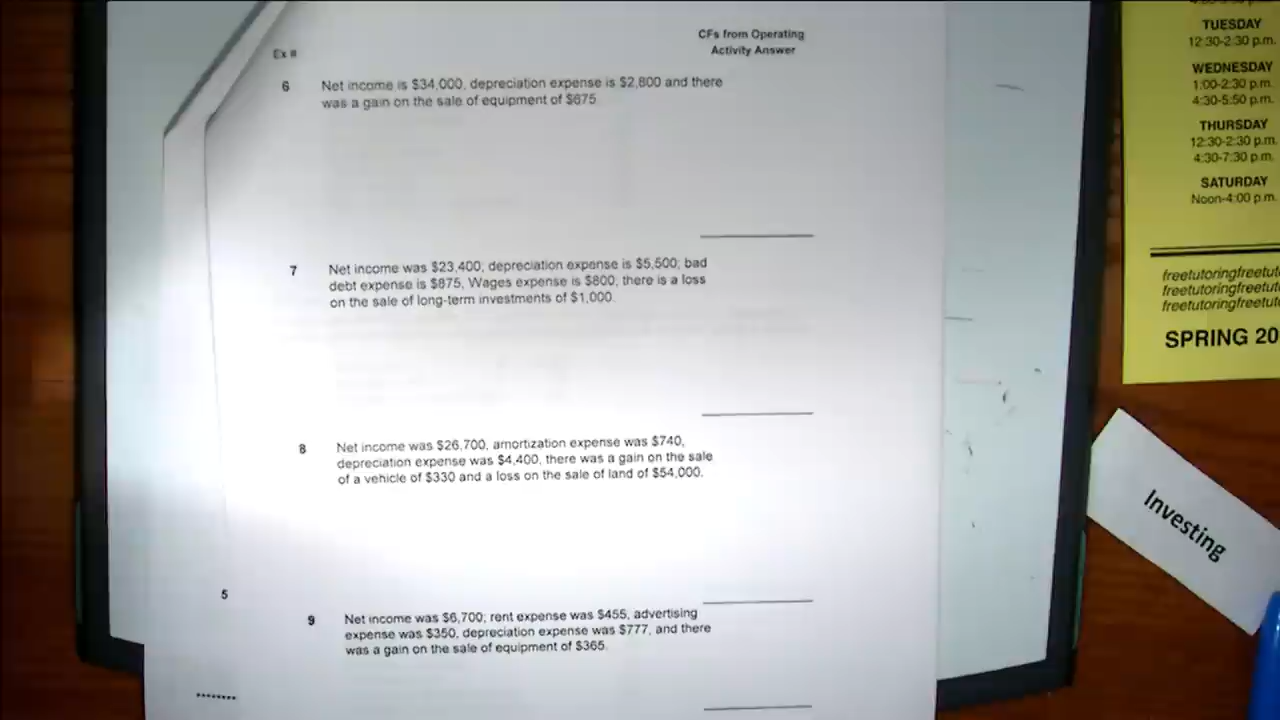 CFs from Operating
Activity Answer
Ex #
6 Net income is $34,000, depreciation expense is $2,800 and there
was a gain on the sale of equipment of $675.
7 Net income was $23,400; depreciation expense is $5,500; bad
debt expense is $875, Wages expense is $800; there is a loss
on the sale of long-term investments of $1,000.
8 Net income was $26,700, amortization expense was $740,
depreciation expense was $4,400, there was a gain on the sale
of a vehicle of $330 and a loss on the sale of land of $54,000.
5
9 Net income was $6,700; rent expense was $455, advertising
expense was $350, depreciation expense was $777, and there
was a gain on the sale of equipment of $365.
TUESDAY
12:30-2:30 p.m.
WEDNESDAY
1:00-2:30 p.m.
4:30-5:50 p.m.
THURSDAY
12:30-2:30 p.m.
4:30-7:30 p.m.
SATURDAY
Noon-4:00 p.m.
freetutoringfreetut
freetutoringfreetut
freetutoringfreetut
SPRING 20
Investing